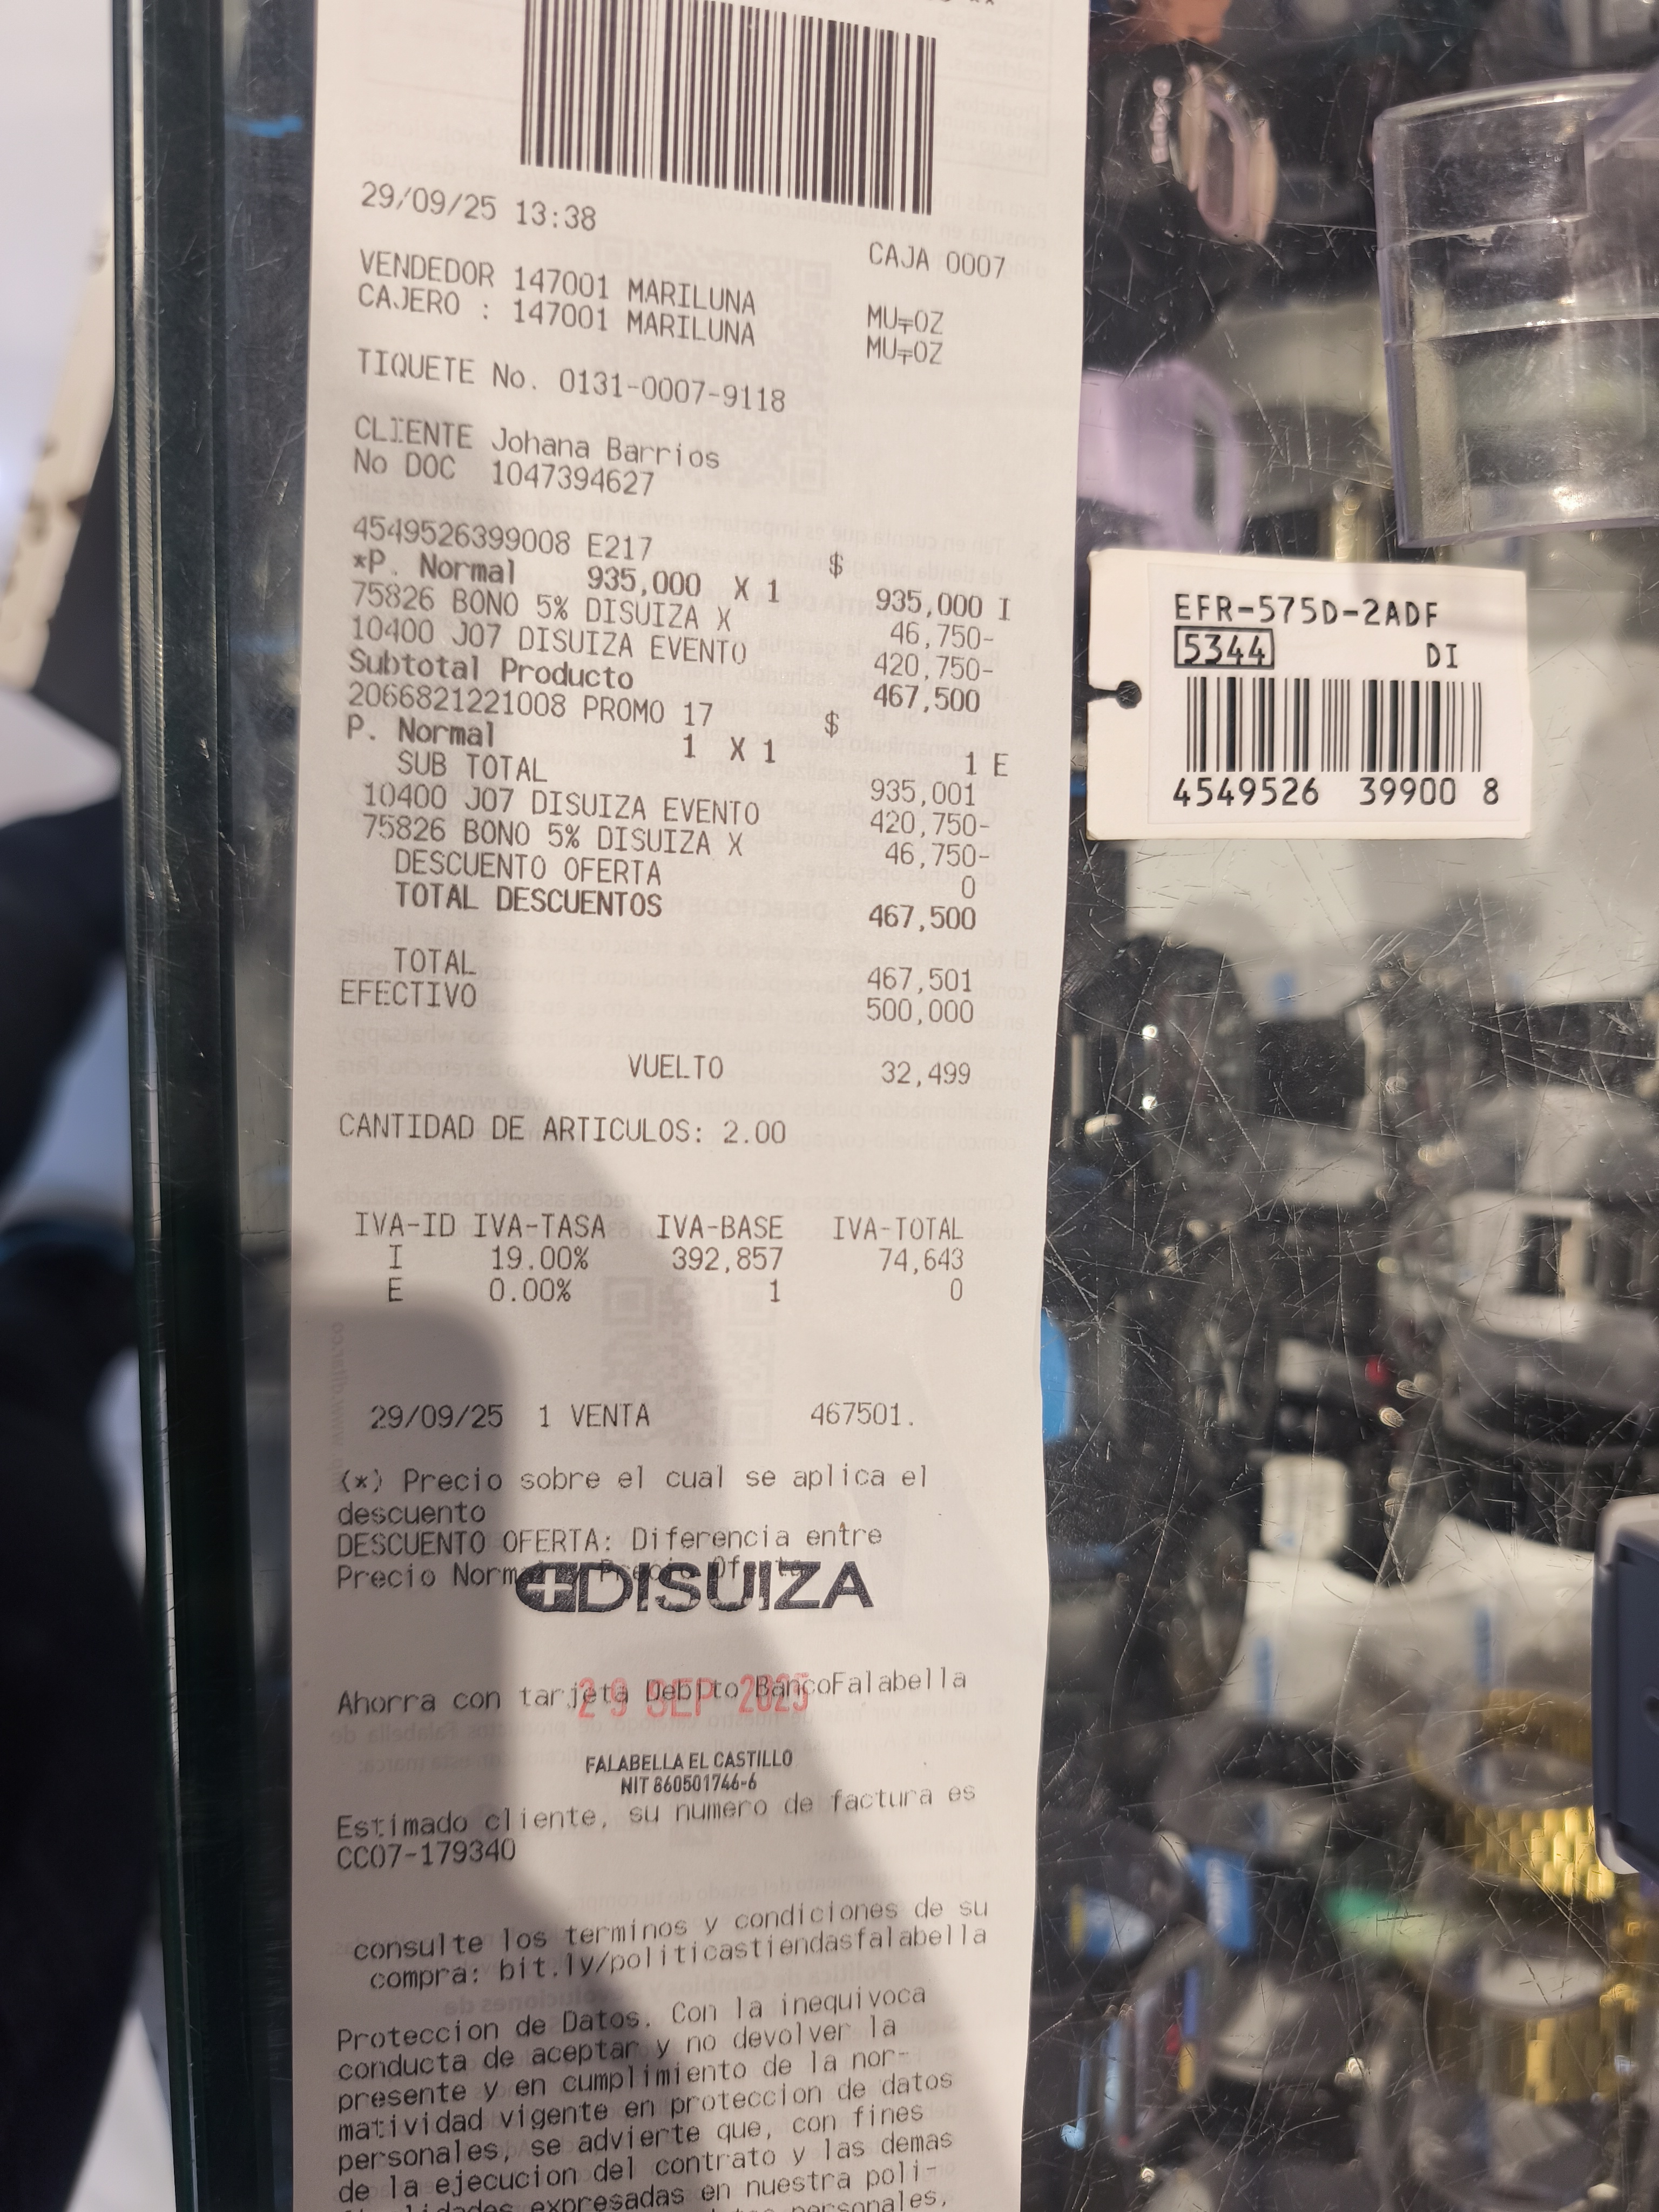 29/09/25 13:38
CAJA 0007
VENDEDOR 147001 MARILUNA MU╤OZ
CAJERO : 147001 MARILUNA MU╤OZ
TIQUETE No. 0131-0007-9118
CLIENTE Johana Barrios
No DOC 1047394627
4549526399008 E217 $
*P. Normal 935,000 X 1 935,000 I
75826 BONO 5% DISUIZA X 46,750-
10400 J07 DISUIZA EVENTO 420,750-
Subtotal Producto 467,500
2066821221008 PROMO 17 $
P. Normal 1 X 1 1 E
SUB TOTAL 935,001
10400 J07 DISUIZA EVENTO 420,750-
75826 BONO 5% DISUIZA X 46,750-
DESCUENTO OFERTA 0
TOTAL DESCUENTOS 467,500
TOTAL 467,501
EFECTIVO 500,000
VUELTO 32,499
CANTIDAD DE ARTICULOS: 2.00
IVA-ID IVA-TASA IVA-BASE IVA-TOTAL
I 19.00% 392,857 74,643
E 0.00% 1 0
29/09/25 1 VENTA 467501.
(*) Precio sobre el cual se aplica el
descuento
DESCUENTO OFERTA: Diferencia entre
Precio
DISUIZA
Ahorra con tarjeta Debito BancoFalabella
29 SEP 2025
FALABELLA EL CASTILLO
NIT 860501746-6
Estimado cliente, su numero de factura es
CC07-179340
consulte los terminos y condiciones de su
compra: bit.ly/politicastiendasfalabella
Proteccion de Datos. Con la inequivoca
conducta de aceptar y no devolver la
presente y en cumplimiento de la nor-
matividad vigente en proteccion de datos
personales, se advierte que, con fines
de la ejecucion del contrato y las demas
expresadas en nuestra poli-
personales,
EFR-575D-2ADF
5344 DI
4549526 39900 8